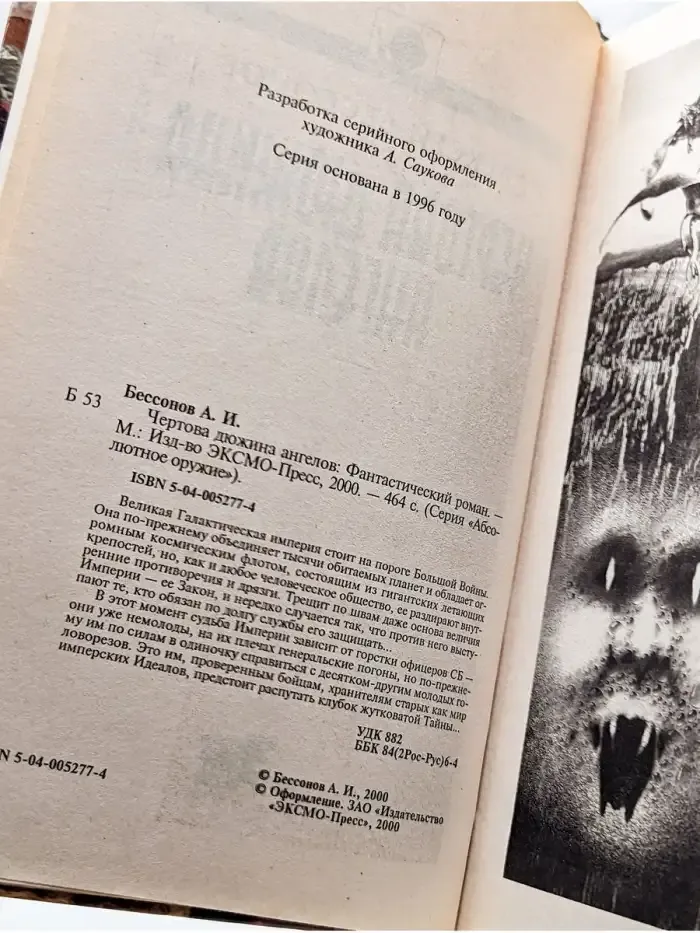 Разработка серийного оформления
художника А. Саукова
Серия основана в 1996 году
Бессонов А. И.
Б 53
Чертова дюжина ангелов: Фантастический роман. —
М.: Изд-во ЭКСМО-Пресс, 2000. — 464 с. (Серия «Абсо-
лютное оружие»).
ISBN 5-04-005277-4
Великая Галактическая империя стоит на пороге Большой Войны.
Она по-прежнему объединяет тысячи обитаемых планет и обладает ог-
ромным космическим флотом, состоящим из гигантских летающих
крепостей, но, как и любое человеческое общество, ее раздирают внут-
ренние противоречия и дрязги. Трещит по швам даже основа величия
Империи — ее Закон, и нередко случается так, что против него высту-
пают те, кто обязан по долгу службы его защищать...
В этот момент судьба Империи зависит от горстки офицеров СБ —
они уже немолоды, на их плечах генеральские погоны, но по-прежне-
му им по силам в одиночку справиться с десятком-другим молодых го-
ловорезов. Это им, проверенным бойцам, хранителям старых как мир
имперских Идеалов, предстоит распутать клубок жутковатой Тайны...
УДК 882
ББК 84(2Рос-Рус)6-4
N 5-04-005277-4
© Бессонов А. И., 2000
© Оформление. ЗАО «Издательство
«ЭКСМО-Пресс», 2000